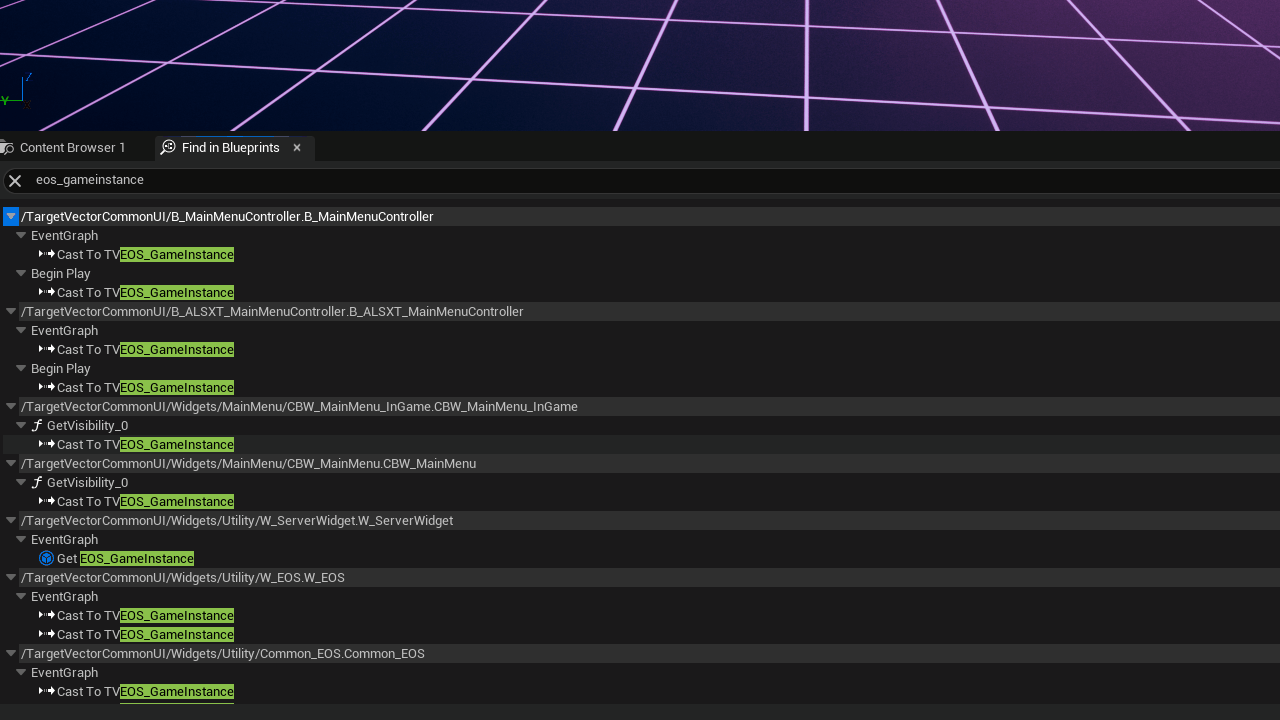 Z
Y
Content Browser 1
Find in Blueprints
eos_gameinstance
/TargetVectorCommonUI/B_MainMenuController.B_MainMenuController
EventGraph
Cast To TVEOS_GameInstance
Begin Play
Cast To TVEOS_GameInstance
/TargetVectorCommonUI/B_ALSXT_MainMenuController.B_ALSXT_MainMenuController
EventGraph
Cast To TVEOS_GameInstance
Begin Play
Cast To TVEOS_GameInstance
/TargetVectorCommonUI/Widgets/MainMenu/CBW_MainMenu_InGame.CBW_MainMenu_InGame
GetVisibility_0
Cast To TVEOS_GameInstance
/TargetVectorCommonUI/Widgets/MainMenu/CBW_MainMenu.CBW_MainMenu
GetVisibility_0
Cast To TVEOS_GameInstance
/TargetVectorCommonUI/Widgets/Utility/W_ServerWidget.W_ServerWidget
EventGraph
Get EOS_GameInstance
/TargetVectorCommonUI/Widgets/Utility/W_EOS.W_EOS
EventGraph
Cast To TVEOS_GameInstance
Cast To TVEOS_GameInstance
/TargetVectorCommonUI/Widgets/Utility/Common_EOS.Common_EOS
EventGraph
Cast To TVEOS_GameInstance